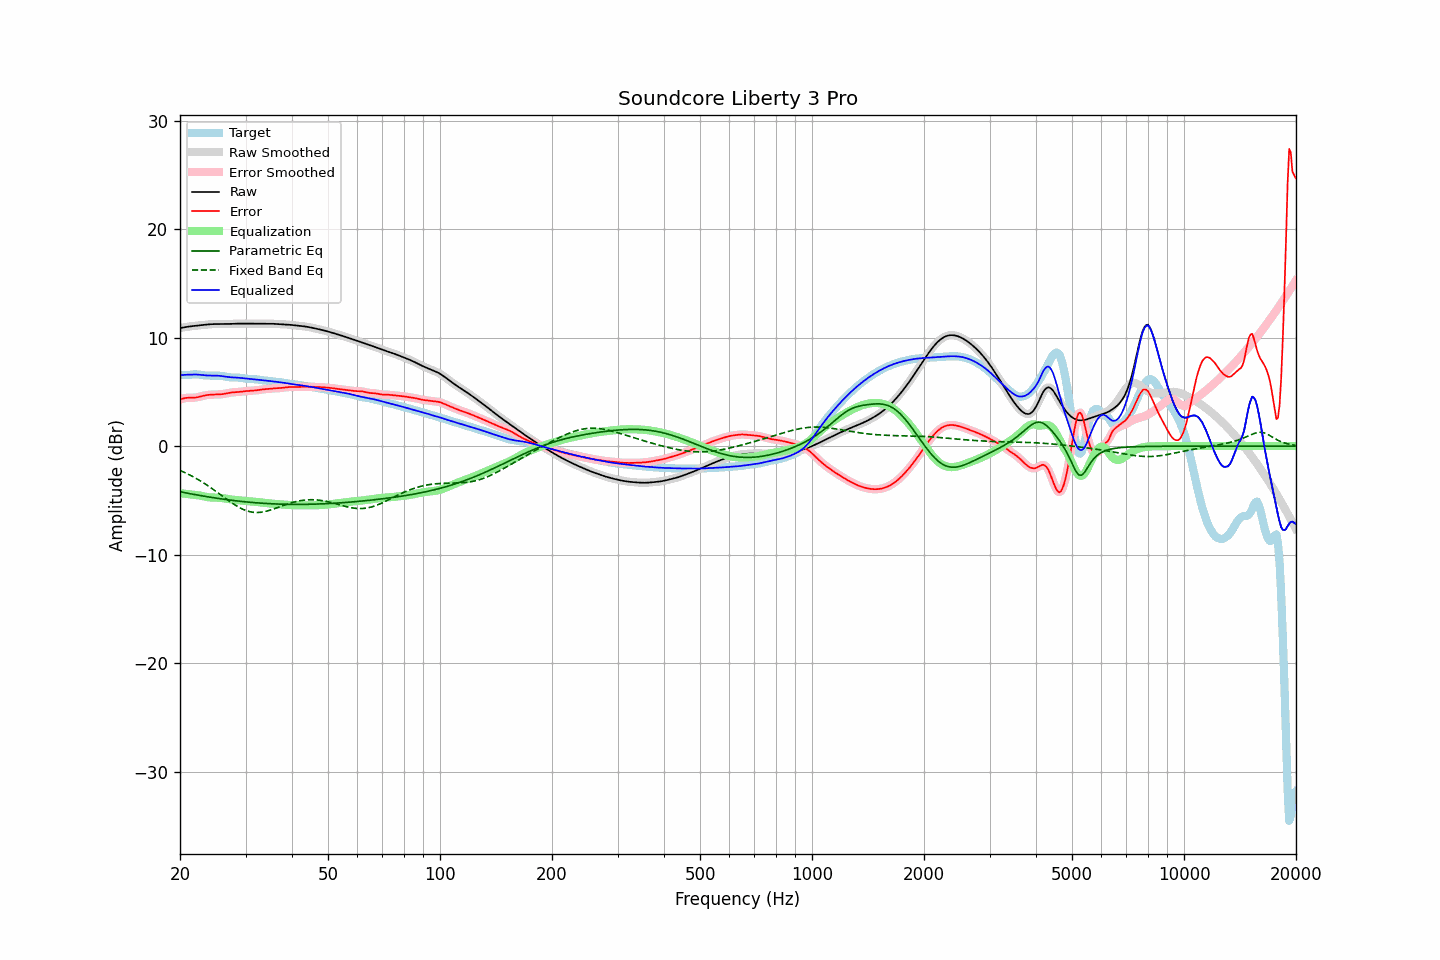 Soundcore Liberty 3 Pro
30
20
10
0
−10
−20
−30
Amplitude (dBr)
Target
Raw Smoothed
Error Smoothed
Raw
Error
Equalization
Parametric Eq
Fixed Band Eq
Equalized
20 50 100 200 500 1000 2000 5000 10000 20000
Frequency (Hz)